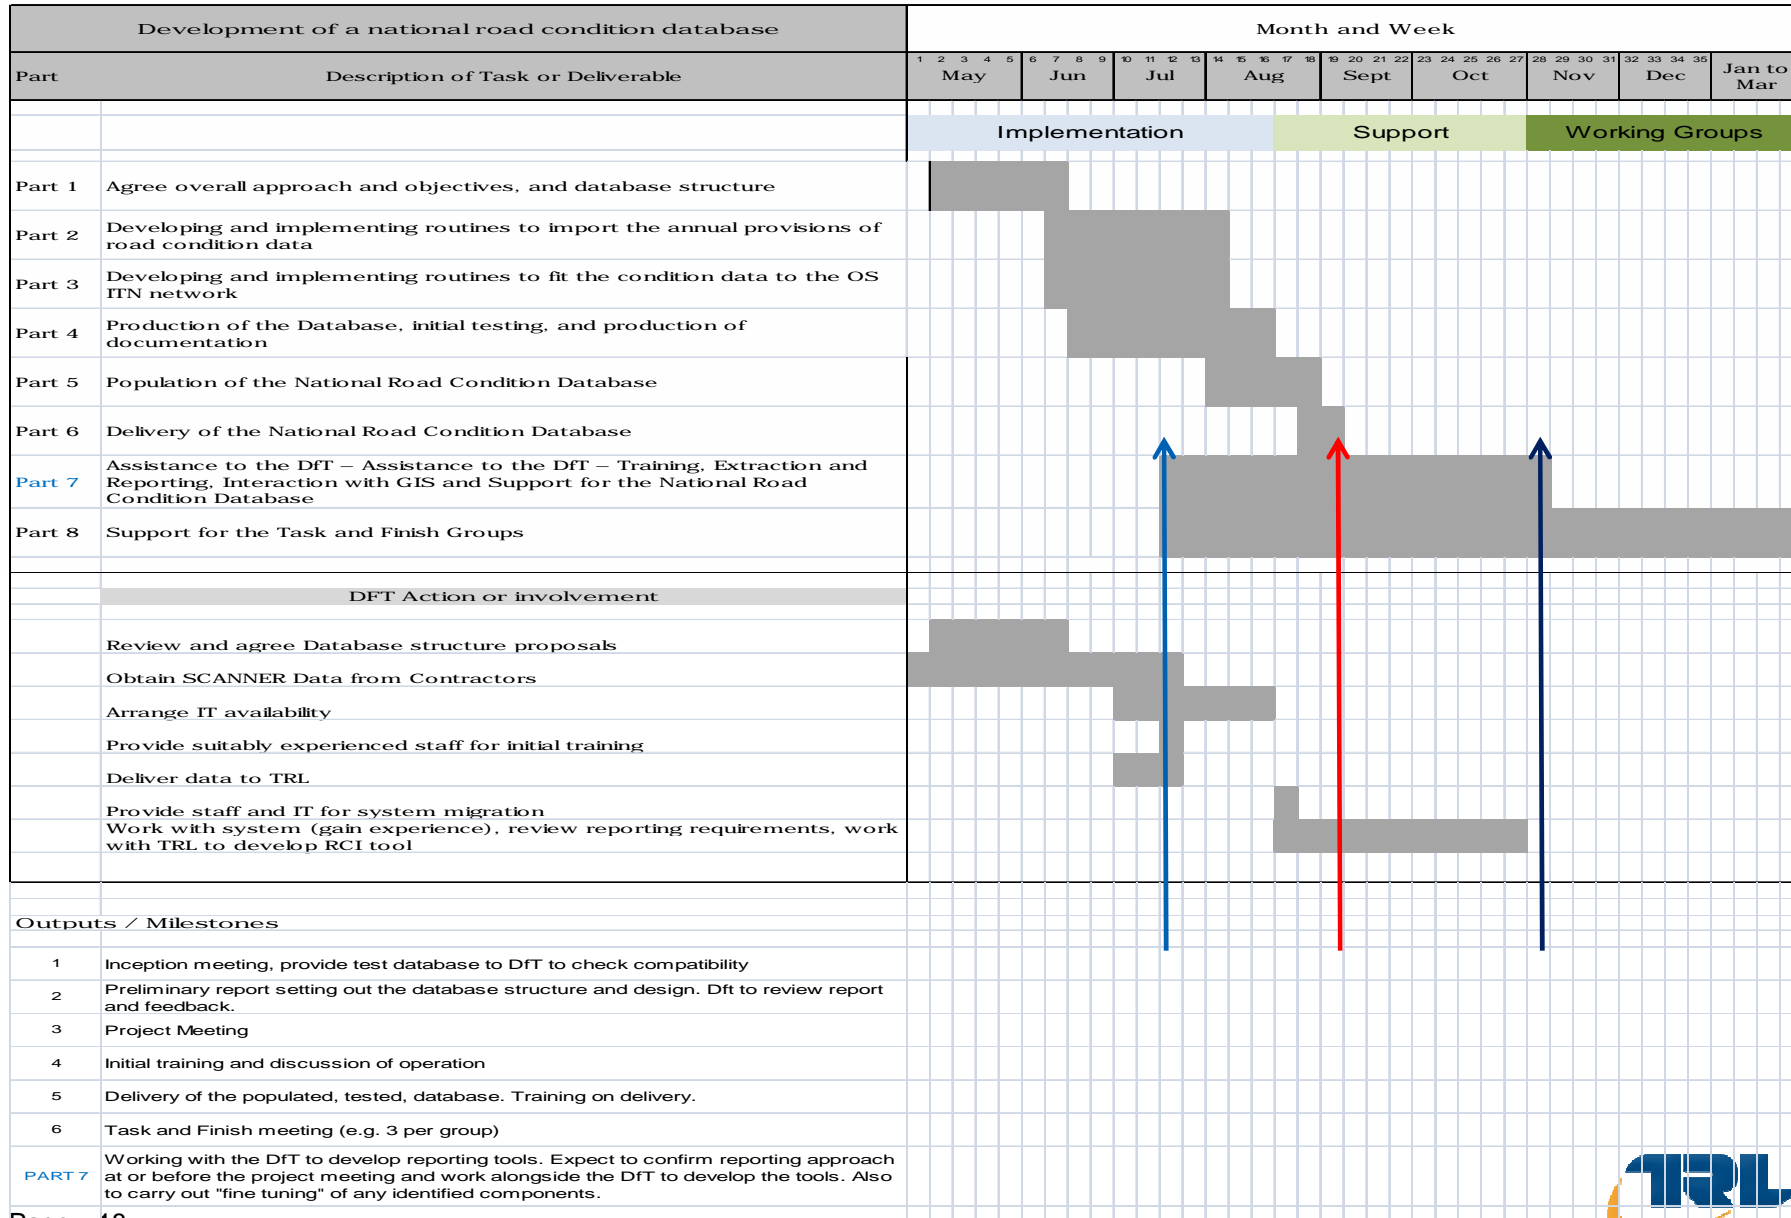 Development of a national road condition database
Month and Week
Part
Description of Task or Deliverable
1 2 3 4 5 6 7 8 9 10 11 12 13 14 15 16 17 18 19 20 21 22 23 24 25 26 27 28 29 30 31 32 33 34 35
May Jun Jul Aug Sept Oct Nov Dec Jan to
Mar
Implementation Support Working Groups
Part 1 Agree overall approach and objectives, and database structure
Part 2 Developing and implementing routines to import the annual provisions of
road condition data
Part 3 Developing and implementing routines to fit the condition data to the OS
ITN network
Part 4 Production of the Database, initial testing, and production of
documentation
Part 5 Population of the National Road Condition Database
Part 6 Delivery of the National Road Condition Database
Part 7 Assistance to the DfT – Assistance to the DfT – Training, Extraction and
Reporting, Interaction with GIS and Support for the National Road
Condition Database
Part 8 Support for the Task and Finish Groups
DFT Action or involvement
Review and agree Database structure proposals
Obtain SCANNER Data from Contractors
Arrange IT availability
Provide suitably experienced staff for initial training
Deliver data to TRL
Provide staff and IT for system migration
Work with system (gain experience), review reporting requirements, work
with TRL to develop RCI tool
Outputs / Milestones
1 Inception meeting, provide test database to DfT to check compatibility
2 Preliminary report setting out the database structure and design. Dft to review report
and feedback.
3 Project Meeting
4 Initial training and discussion of operation
5 Delivery of the populated, tested, database. Training on delivery.
6 Task and Finish meeting (e.g. 3 per group)
PART 7 Working with the DfT to develop reporting tools. Expect to confirm reporting approach
at or before the project meeting and work alongside the DfT to develop the tools. Also
to carry out "fine tuning" of any identified components.
TRL